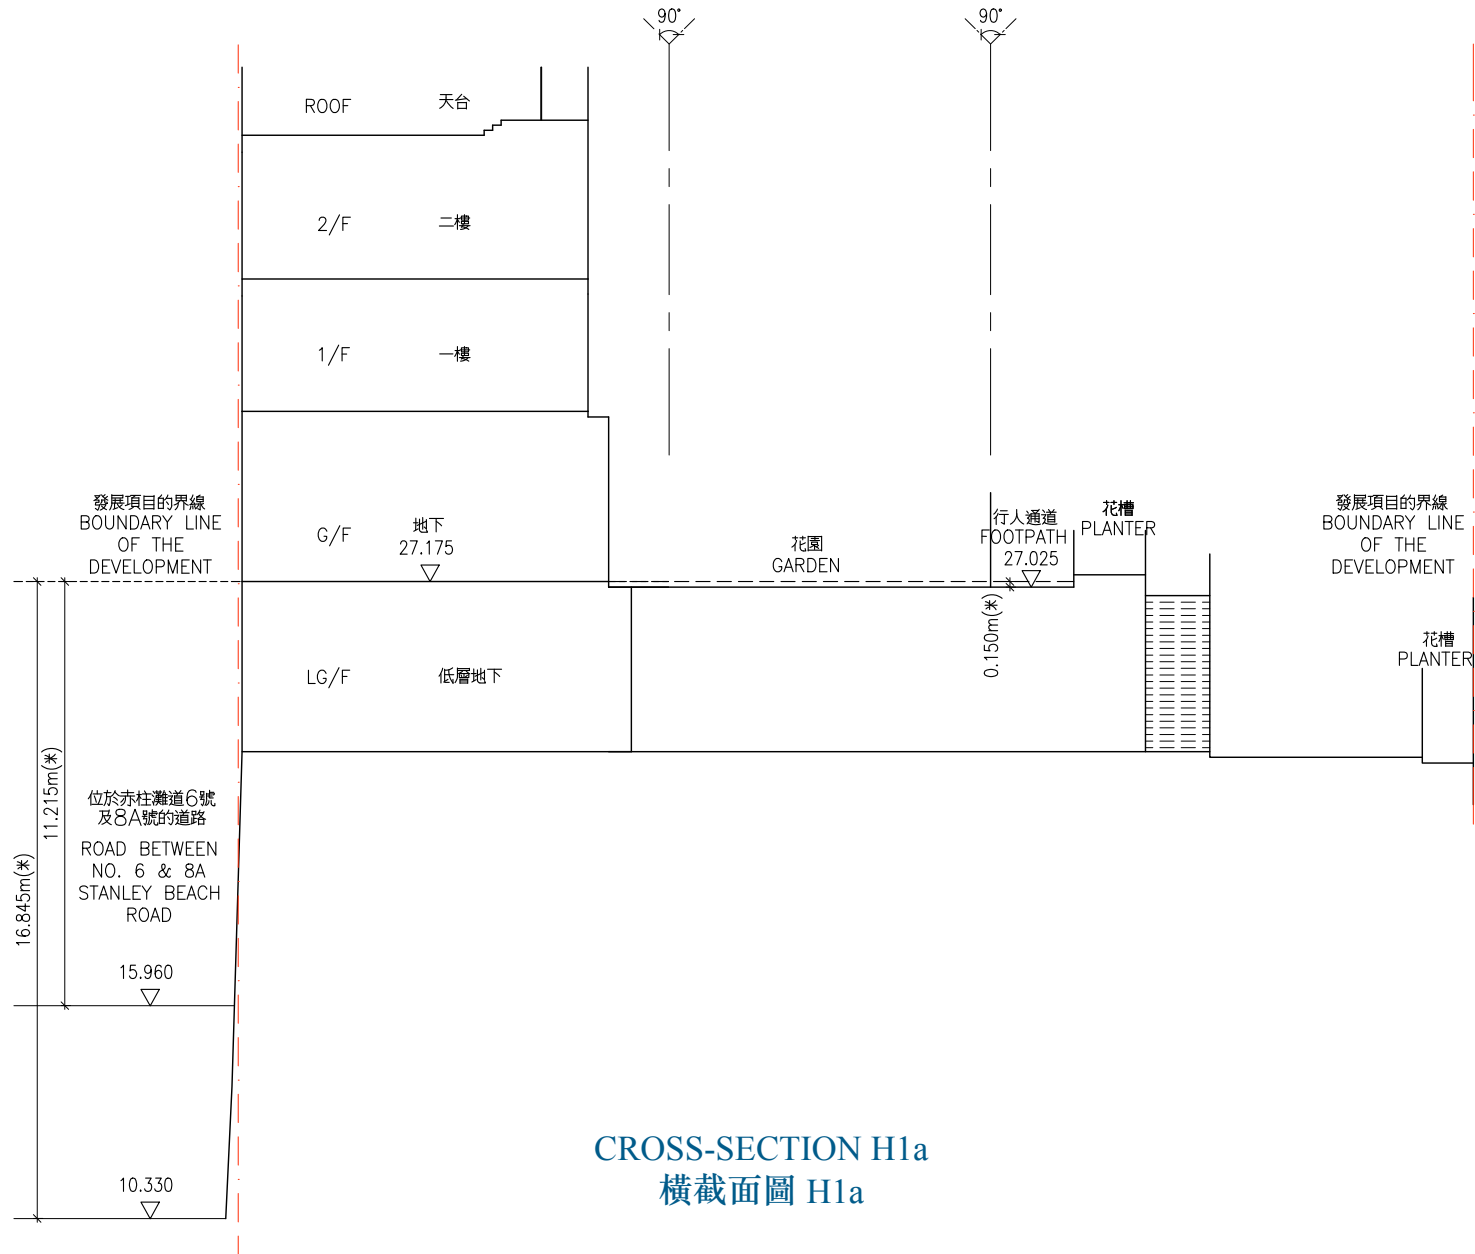 90°
90°
ROOF 天台
2/F 二樓
1/F 一樓
發展項目的界線
BOUNDARY LINE
OF THE
DEVELOPMENT
G/F
地下
27.175
花園
GARDEN
行人通道
FOOTPATH
27.025
花槽
PLANTER
發展項目的界線
BOUNDARY LINE
OF THE
DEVELOPMENT
0.150m(米)
花槽
PLANTER
LG/F 低層地下
11.215m(米)
16.845m(米)
位於赤柱灘道6號
及8A號的道路
ROAD BETWEEN
NO. 6 & 8A
STANLEY BEACH
ROAD
15.960
10.330
CROSS-SECTION H1a
橫截面圖 H1a